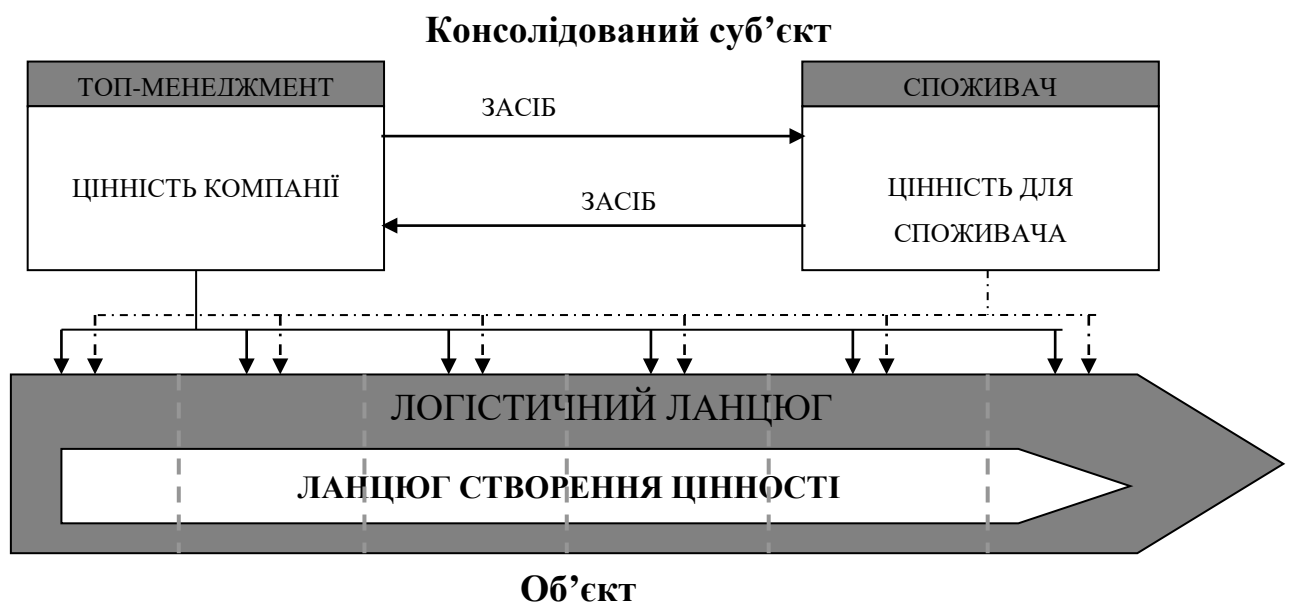 Консолідований суб’єкт
ТОП-МЕНЕДЖМЕНТ
СПОЖИВАЧ
ЗАСІБ
ЦІННІСТЬ КОМПАНІЇ
ЗАСІБ
ЦІННІСТЬ ДЛЯ
СПОЖИВАЧА
ЛОГІСТИЧНИЙ ЛАНЦЮГ
ЛАНЦЮГ СТВОРЕННЯ ЦІННОСТІ
Об’єкт